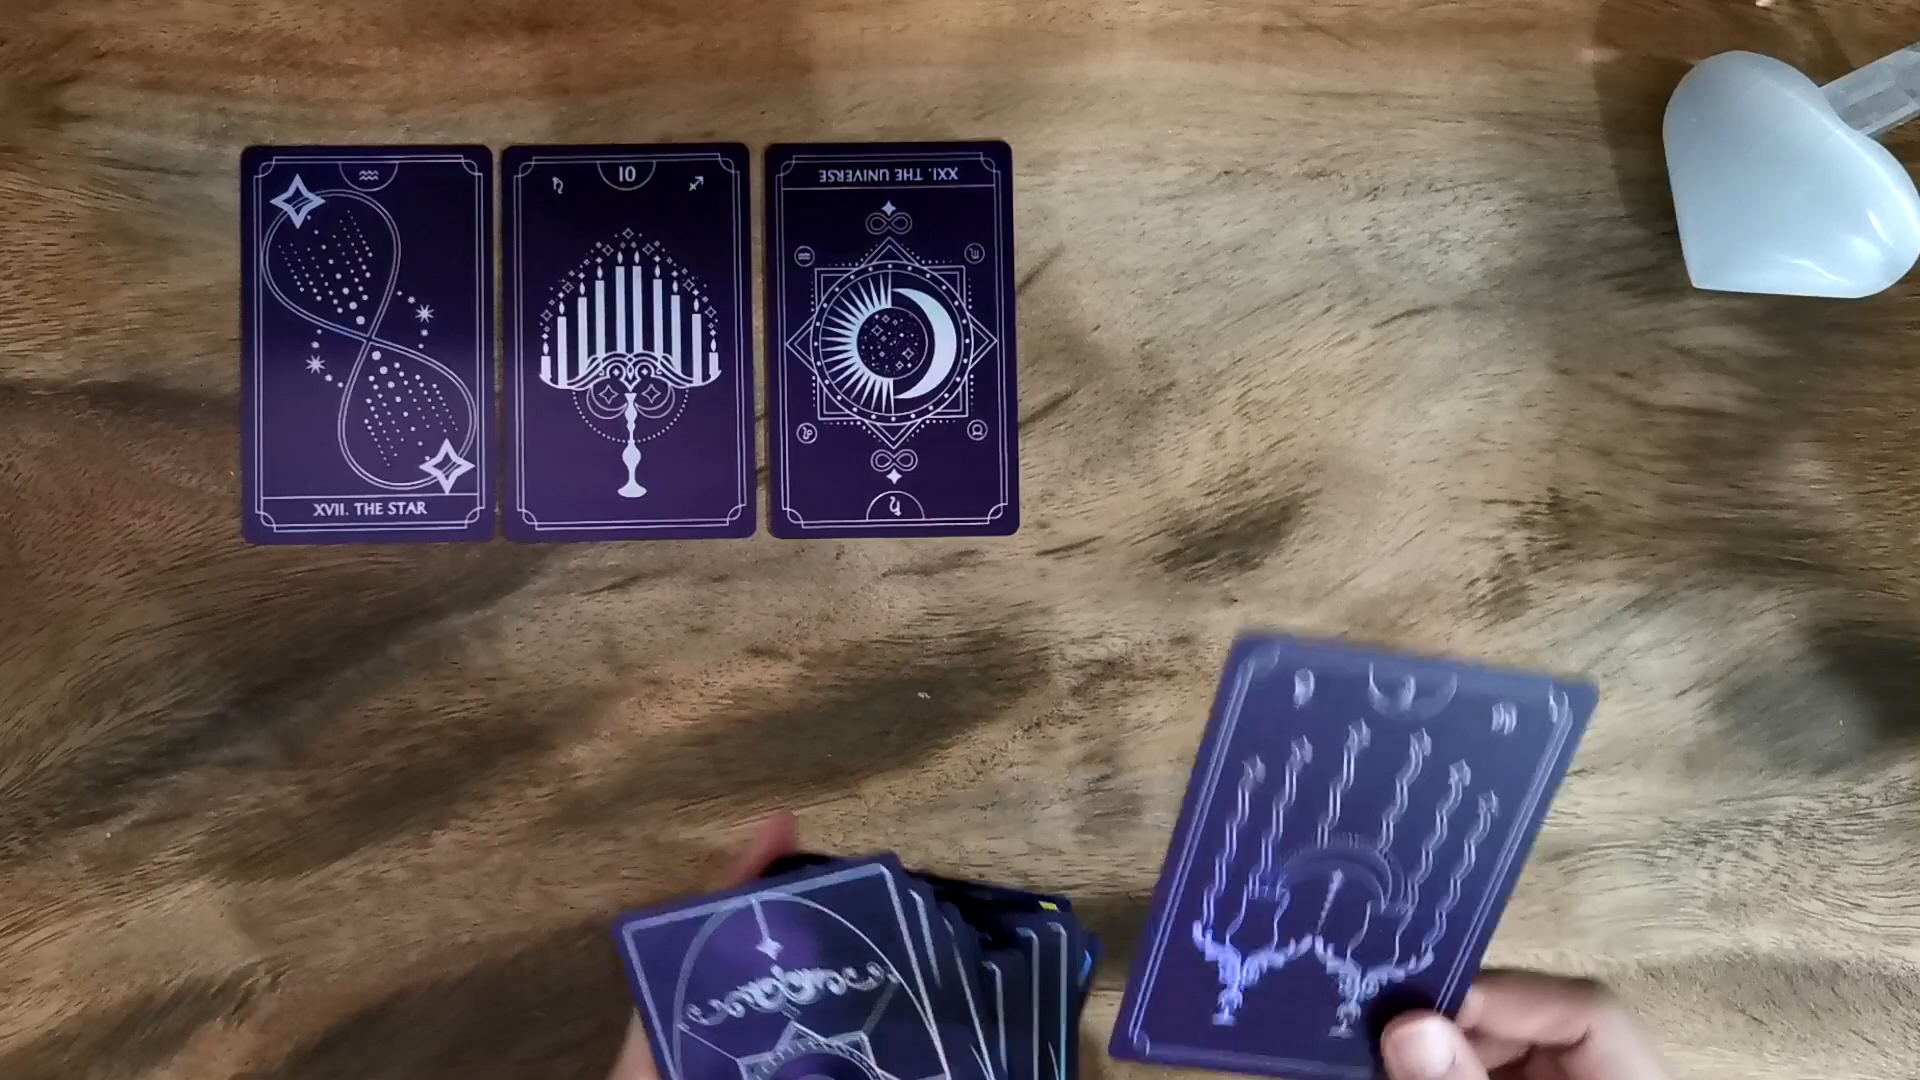 XVII. THE STAR
10
XXI. THE UNIVERSE